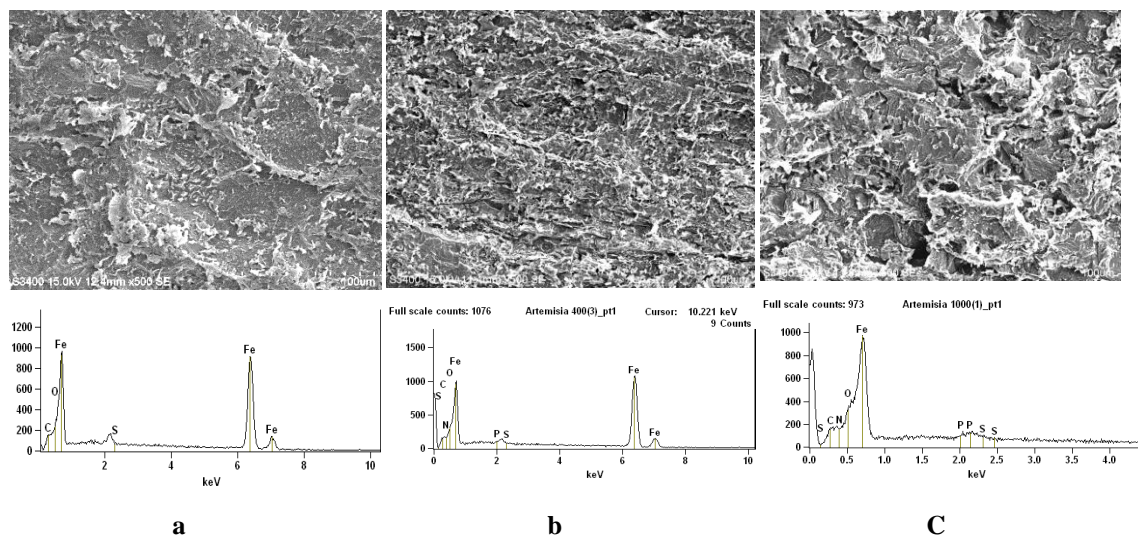 S3400 15.0kV 12.4mm x500 SE 100um
100um
Full scale counts: 1076 Artemisia 400(3)_pt1 Cursor: 10.221 keV
9 Counts
Full scale counts: 973 Artemisia 1000(1)_pt1
1200
1000
800
600
400
200
0
Fe
O
C
S
Fe
Fe
2 4 6 8 10
keV
1500
1000
500
0
Fe
C O
S
N
P S
Fe
Fe
0 2 4 6 8 10
keV
1000
800
600
400
200
0
Fe
O
S C N
P P S S
0.0 0.5 1.0 1.5 2.0 2.5 3.0 3.5 4.0
keV
a b C